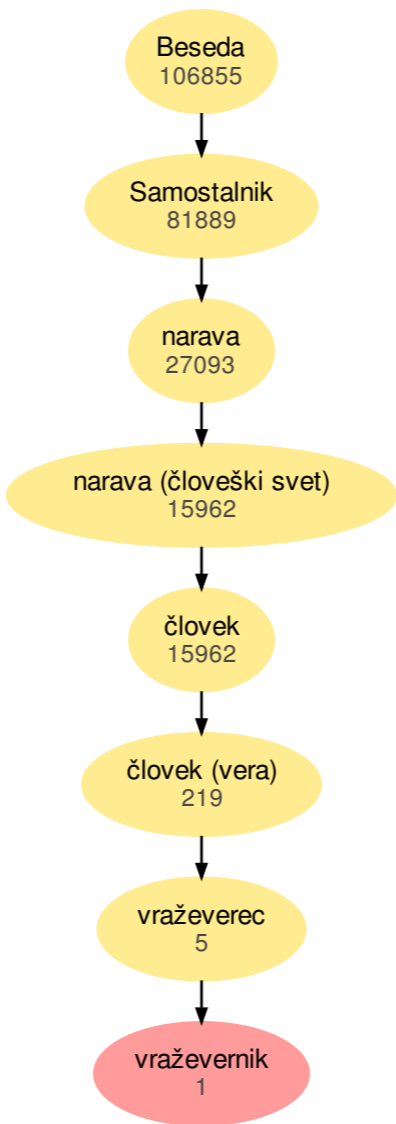 Beseda
106855
Samostalnik
81889
narava
27093
narava (človeški svet)
15962
človek
15962
človek (vera)
219
vraževerec
5
vraževernik
1